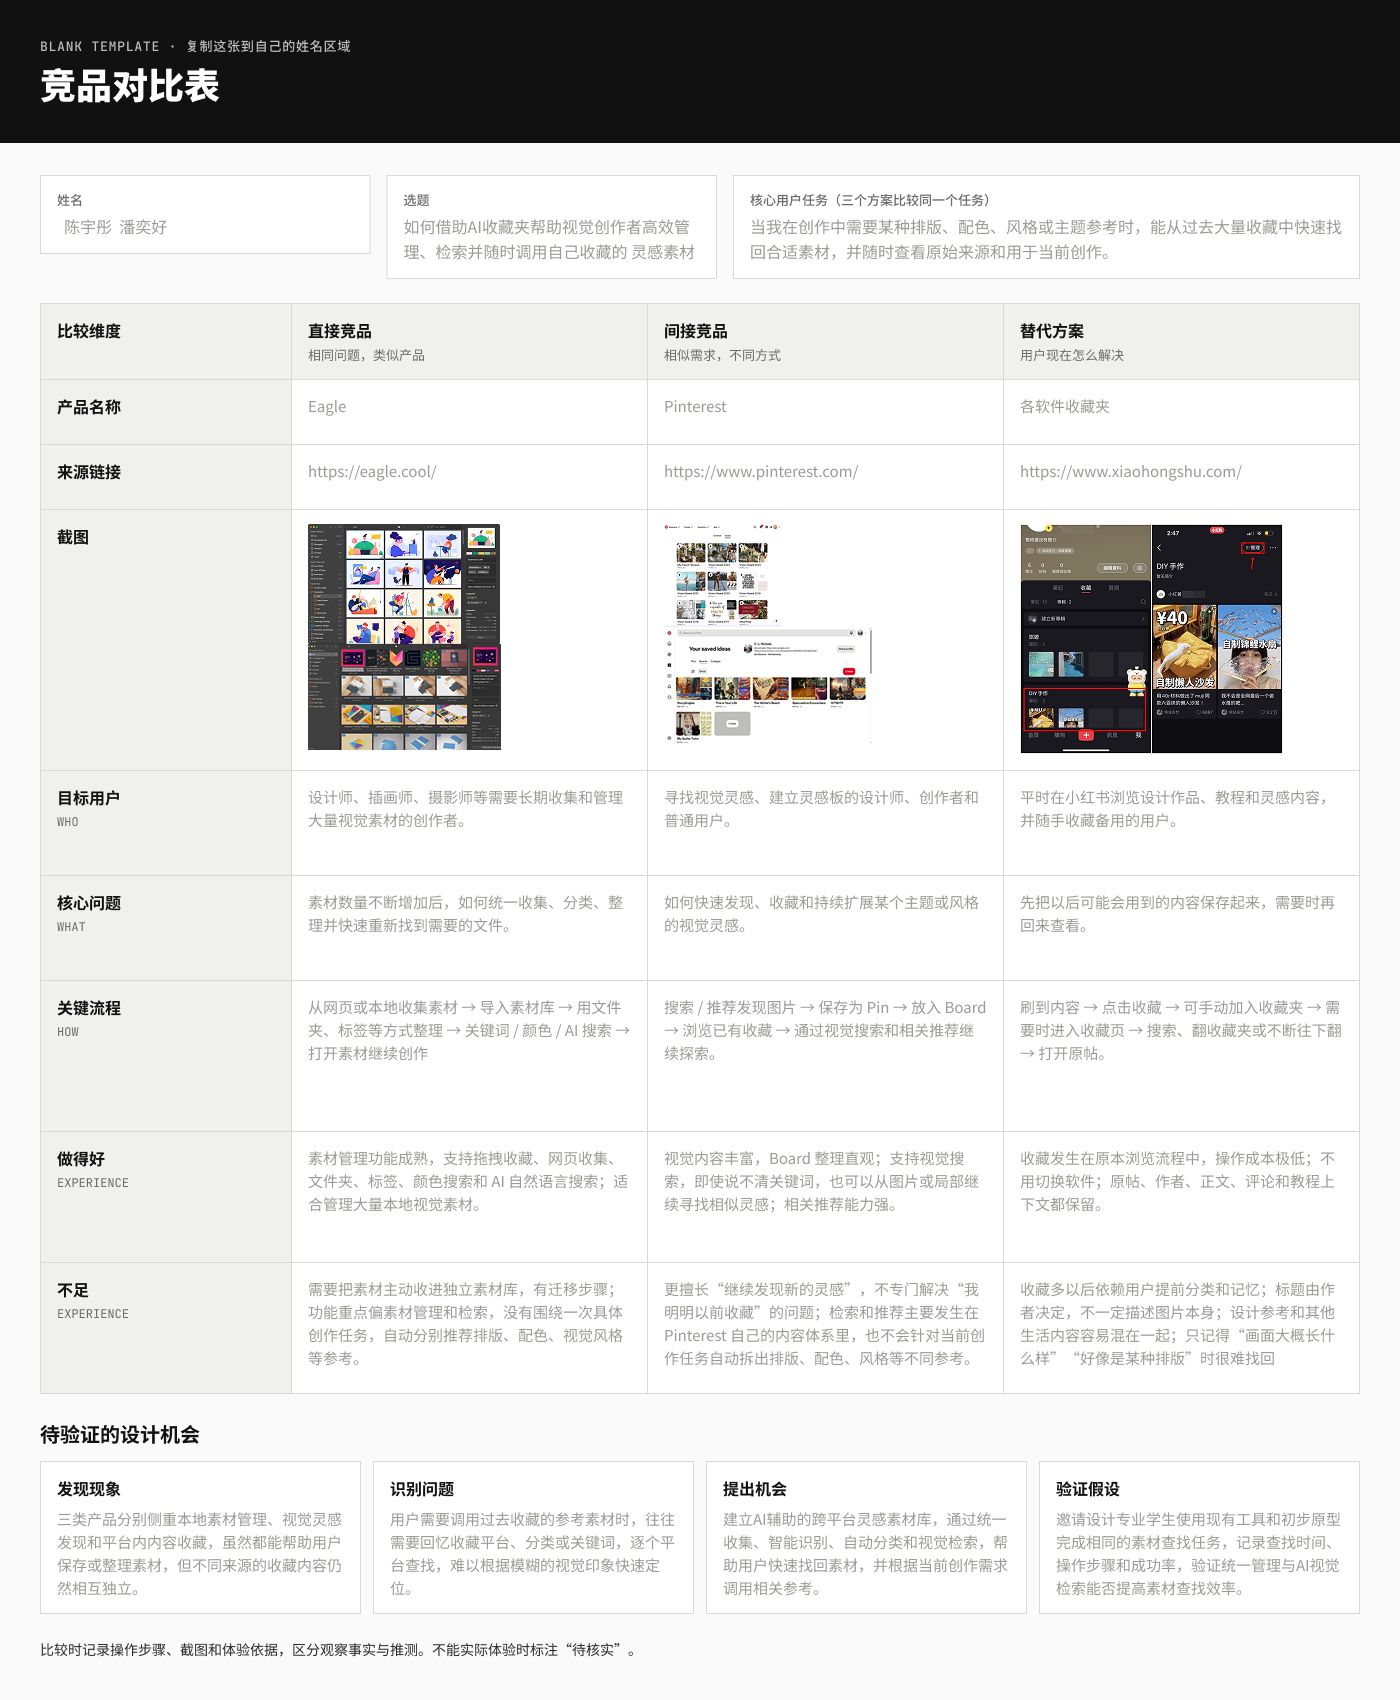 BLANK TEMPLATE · 复制这张到自己的姓名区域
竞品对比表
姓名
陈宇彤 潘奕好
选题
如何借助AI收藏夹帮助视觉创作者高效管
理、检索并随时调用自己收藏的 灵感素材
核心用户任务（三个方案比较同一个任务）
当我在创作中需要某种排版、配色、风格或主题参考时，能从过去大量收藏中快速找
回合适素材，并随时查看原始来源和用于当前创作。
比较维度
直接竞品
相同问题，类似产品
间接竞品
相似需求，不同方式
替代方案
用户现在怎么解决
产品名称
Eagle
Pinterest
各软件收藏夹
来源链接
https://eagle.cool/
https://www.pinterest.com/
https://www.xiaohongshu.com/
截图
Your saved ideas
收藏
DIY 手作
2:47
DIY 手作
¥40
自制懒人沙发
自制锦鲤水扇
目标用户
WHO
设计师、插画师、摄影师等需要长期收集和管理
大量视觉素材的创作者。
寻找视觉灵感、建立灵感板的设计师、创作者和
普通用户。
平时在小红书浏览设计作品、教程和灵感内容，
并随手收藏备用的用户。
核心问题
WHAT
素材数量不断增加后，如何统一收集、分类、整
理并快速重新找到需要的文件。
如何快速发现、收藏和持续扩展某个主题或风格
的视觉灵感。
先把以后可能会用到的内容保存起来，需要时再
回来查看。
关键流程
HOW
从网页或本地收集素材 → 导入素材库 → 用文件
夹、标签等方式整理 → 关键词 / 颜色 / AI 搜索 →
打开素材继续创作
搜索 / 推荐发现图片 → 保存为 Pin → 放入 Board
→ 浏览已有收藏 → 通过视觉搜索和相关推荐继
续探索。
刷到内容 → 点击收藏 → 可手动加入收藏夹 → 需
要时进入收藏页 → 搜索、翻收藏夹或不断往下翻
→ 打开原帖。
做得好
EXPERIENCE
素材管理功能成熟，支持拖拽收藏、网页收集、
文件夹、标签、颜色搜索和 AI 自然语言搜索；适
合管理大量本地视觉素材。
视觉内容丰富，Board 整理直观；支持视觉搜
索，即使说不清关键词，也可以从图片或局部继
续寻找相似灵感；相关推荐能力强。
收藏发生在原本浏览流程中，操作成本极低；不
用切换软件；原帖、作者、正文、评论和教程上
下文都保留。
不足
EXPERIENCE
需要把素材主动收进独立素材库，有迁移步骤；
功能重点偏素材管理和检索，没有围绕一次具体
创作任务，自动分别推荐排版、配色、视觉风格
等参考。
更擅长“继续发现新的灵感”，不专门解决“我
明明以前收藏”的问题；检索和推荐主要发生在
Pinterest 自己的内容体系里，也不会针对当前创
作任务自动拆出排版、配色、风格等不同参考。
收藏多以后依赖用户提前分类和记忆；标题由作
者决定，不一定描述图片本身；设计参考和其他
生活内容容易混在一起；只记得“画面大概长什
么样”“好像是某种排版”时很难找回
待验证的设计机会
发现现象
三类产品分别侧重本地素材管理、视觉灵感
发现和平台内内容收藏，虽然都能帮助用户
保存或整理素材，但不同来源的收藏内容仍
然相互独立。
识别问题
用户需要调用过去收藏的参考素材时，往往
需要回忆收藏平台、分类或关键词，逐个平
台查找，难以根据模糊的视觉印象快速定
位。
提出机会
建立AI辅助的跨平台灵感素材库，通过统一
收集、智能识别、自动分类和视觉检索，帮
助用户快速找回素材，并根据当前创作需求
调用相关参考。
验证假设
邀请设计专业学生使用现有工具和初步原型
完成相同的素材查找任务，记录查找时间、
操作步骤和成功率，验证统一管理与AI视觉
检索能否提高素材查找效率。
比较时记录操作步骤、截图和体验依据，区分观察事实与推测。不能实际体验时标注“待核实”。